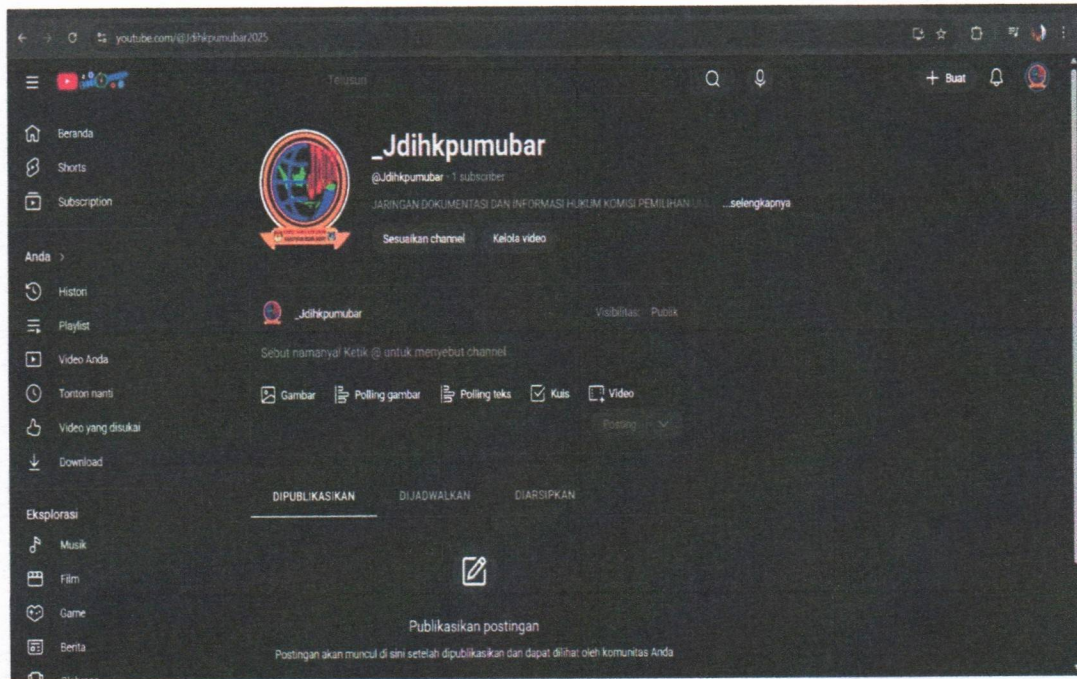 youtube.com/@Jdihkpumubar2025
Telusuri
Buat
Beranda
Shorts
Subscription
Anda
Histori
Playlist
Video Anda
Tonton nanti
Video yang disukai
Download
Eksplorasi
Musik
Film
Game
Berita
_Jdihkpumubar
@Jdihkpumubar · 1 subscriber
JARINGAN DOKUMENTASI DAN INFORMASI HUKUM KOMISI PEMILIHAN ...selengkapnya
Sesuaikan channel Kelola video
_Jdihkpumubar Visibilitas: Publik
Sebut namanya! Ketik @ untuk menyebut channel
Gambar Polling gambar Polling teks Kuis Video
Posting
DIPUBLIKASIKAN DIJADWALKAN DIARSIPKAN
Publikasikan postingan
Postingan akan muncul di sini setelah dipublikasikan dan dapat dilihat oleh komunitas Anda